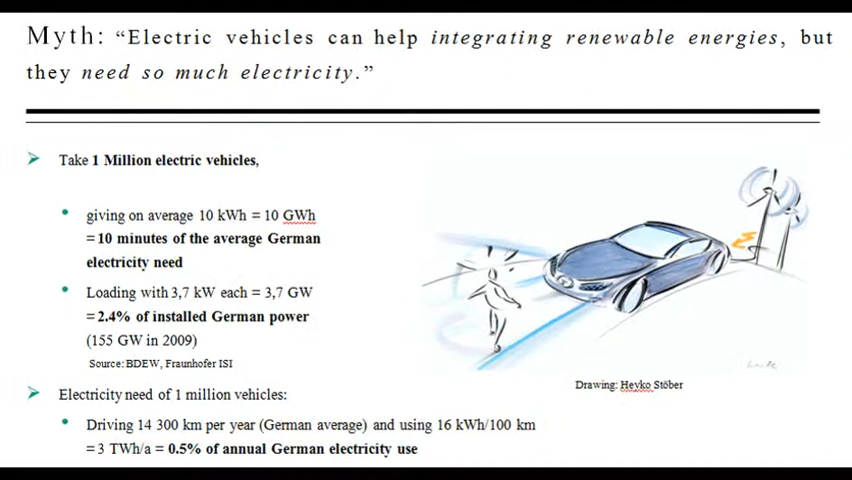 Myth: “Electric vehicles can help integrating renewable energies, but
they need so much electricity.”
Take 1 Million electric vehicles,
giving on average 10 kWh = 10 GWh
= 10 minutes of the average German
electricity need
Loading with 3,7 kW each = 3,7 GW
= 2.4% of installed German power
(155 GW in 2009)
Source: BDEW, Fraunhofer ISI
Drawing: Heyko Stöber
Electricity need of 1 million vehicles:
Driving 14 300 km per year (German average) and using 16 kWh/100 km
= 3 TWh/a = 0.5% of annual German electricity use